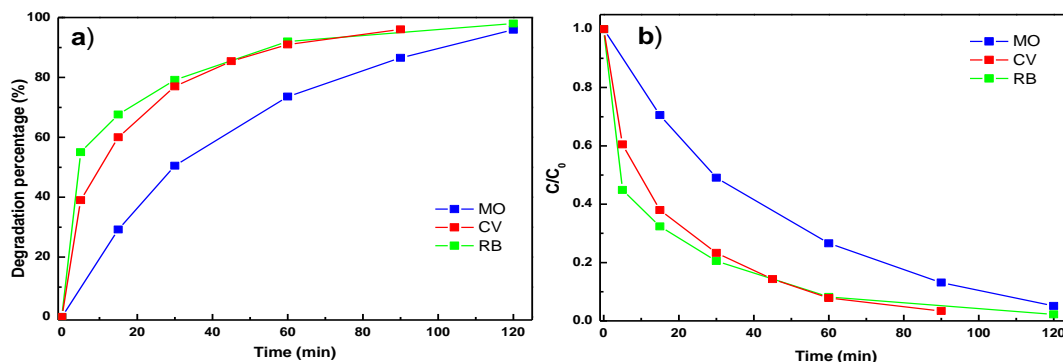 a)
Degradation percentage (%)
100
80
60
40
20
0
MO
CV
RB
0 20 40 60 80 100 120
Time (min)
b)
C/C0
1.0
0.8
0.6
0.4
0.2
0.0
MO
CV
RB
0 20 40 60 80 100 120
Time (min)